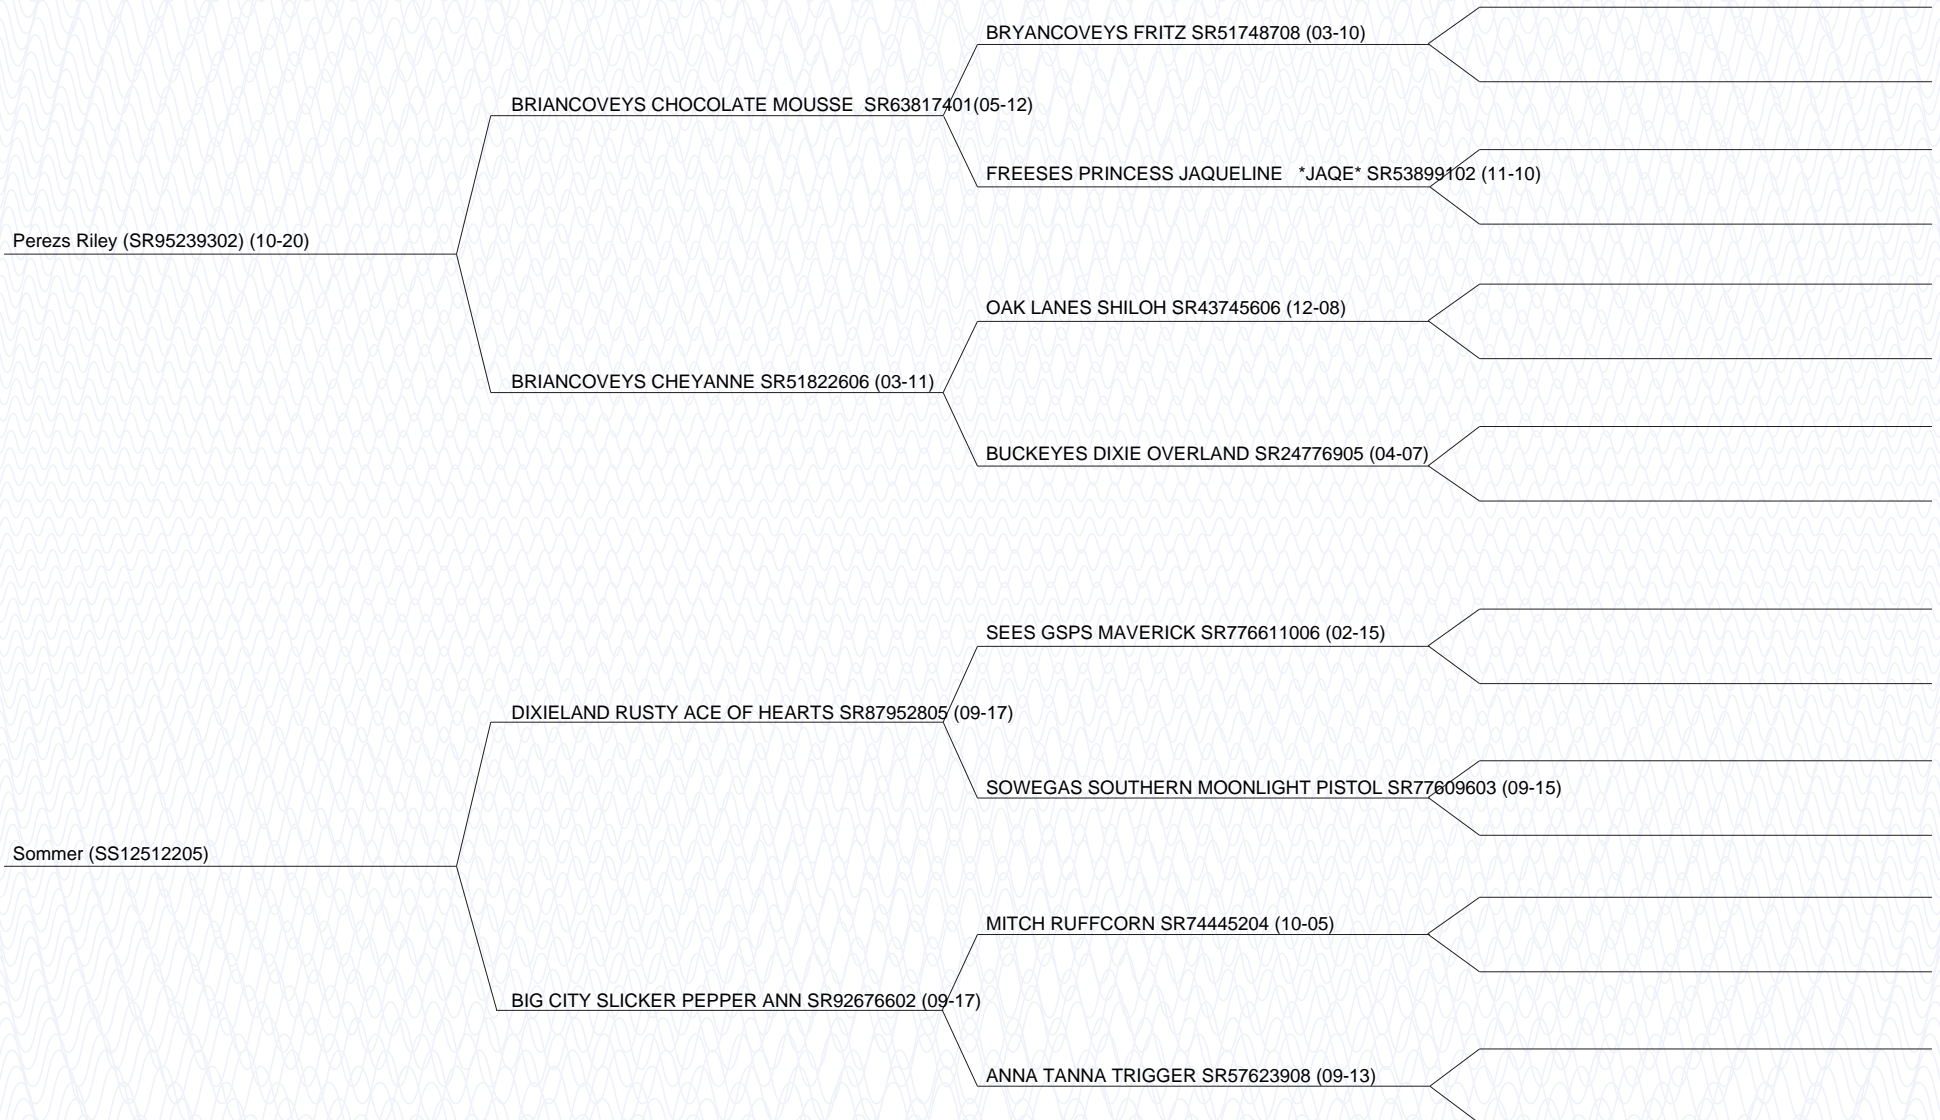 BRYANCOVEYS FRITZ SR51748708 (03-10)
BRIANCOVEYS CHOCOLATE MOUSSE  SR63817401(05-12)
FREESES PRINCESS JAQUELINE   *JAQE* SR53899102 (11-10)
Perezs Riley (SR95239302) (10-20)
OAK LANES SHILOH SR43745606 (12-08)
BRIANCOVEYS CHEYANNE SR51822606 (03-11)
BUCKEYES DIXIE OVERLAND SR24776905 (04-07)
SEES GSPS MAVERICK SR776611006 (02-15)
DIXIELAND RUSTY ACE OF HEARTS SR87952805 (09-17)
SOWEGAS SOUTHERN MOONLIGHT PISTOL SR77609603 (09-15)
Sommer (SS12512205)
MITCH RUFFCORN SR74445204 (10-05)
BIG CITY SLICKER PEPPER ANN SR92676602 (09-17)
ANNA TANNA TRIGGER SR57623908 (09-13)